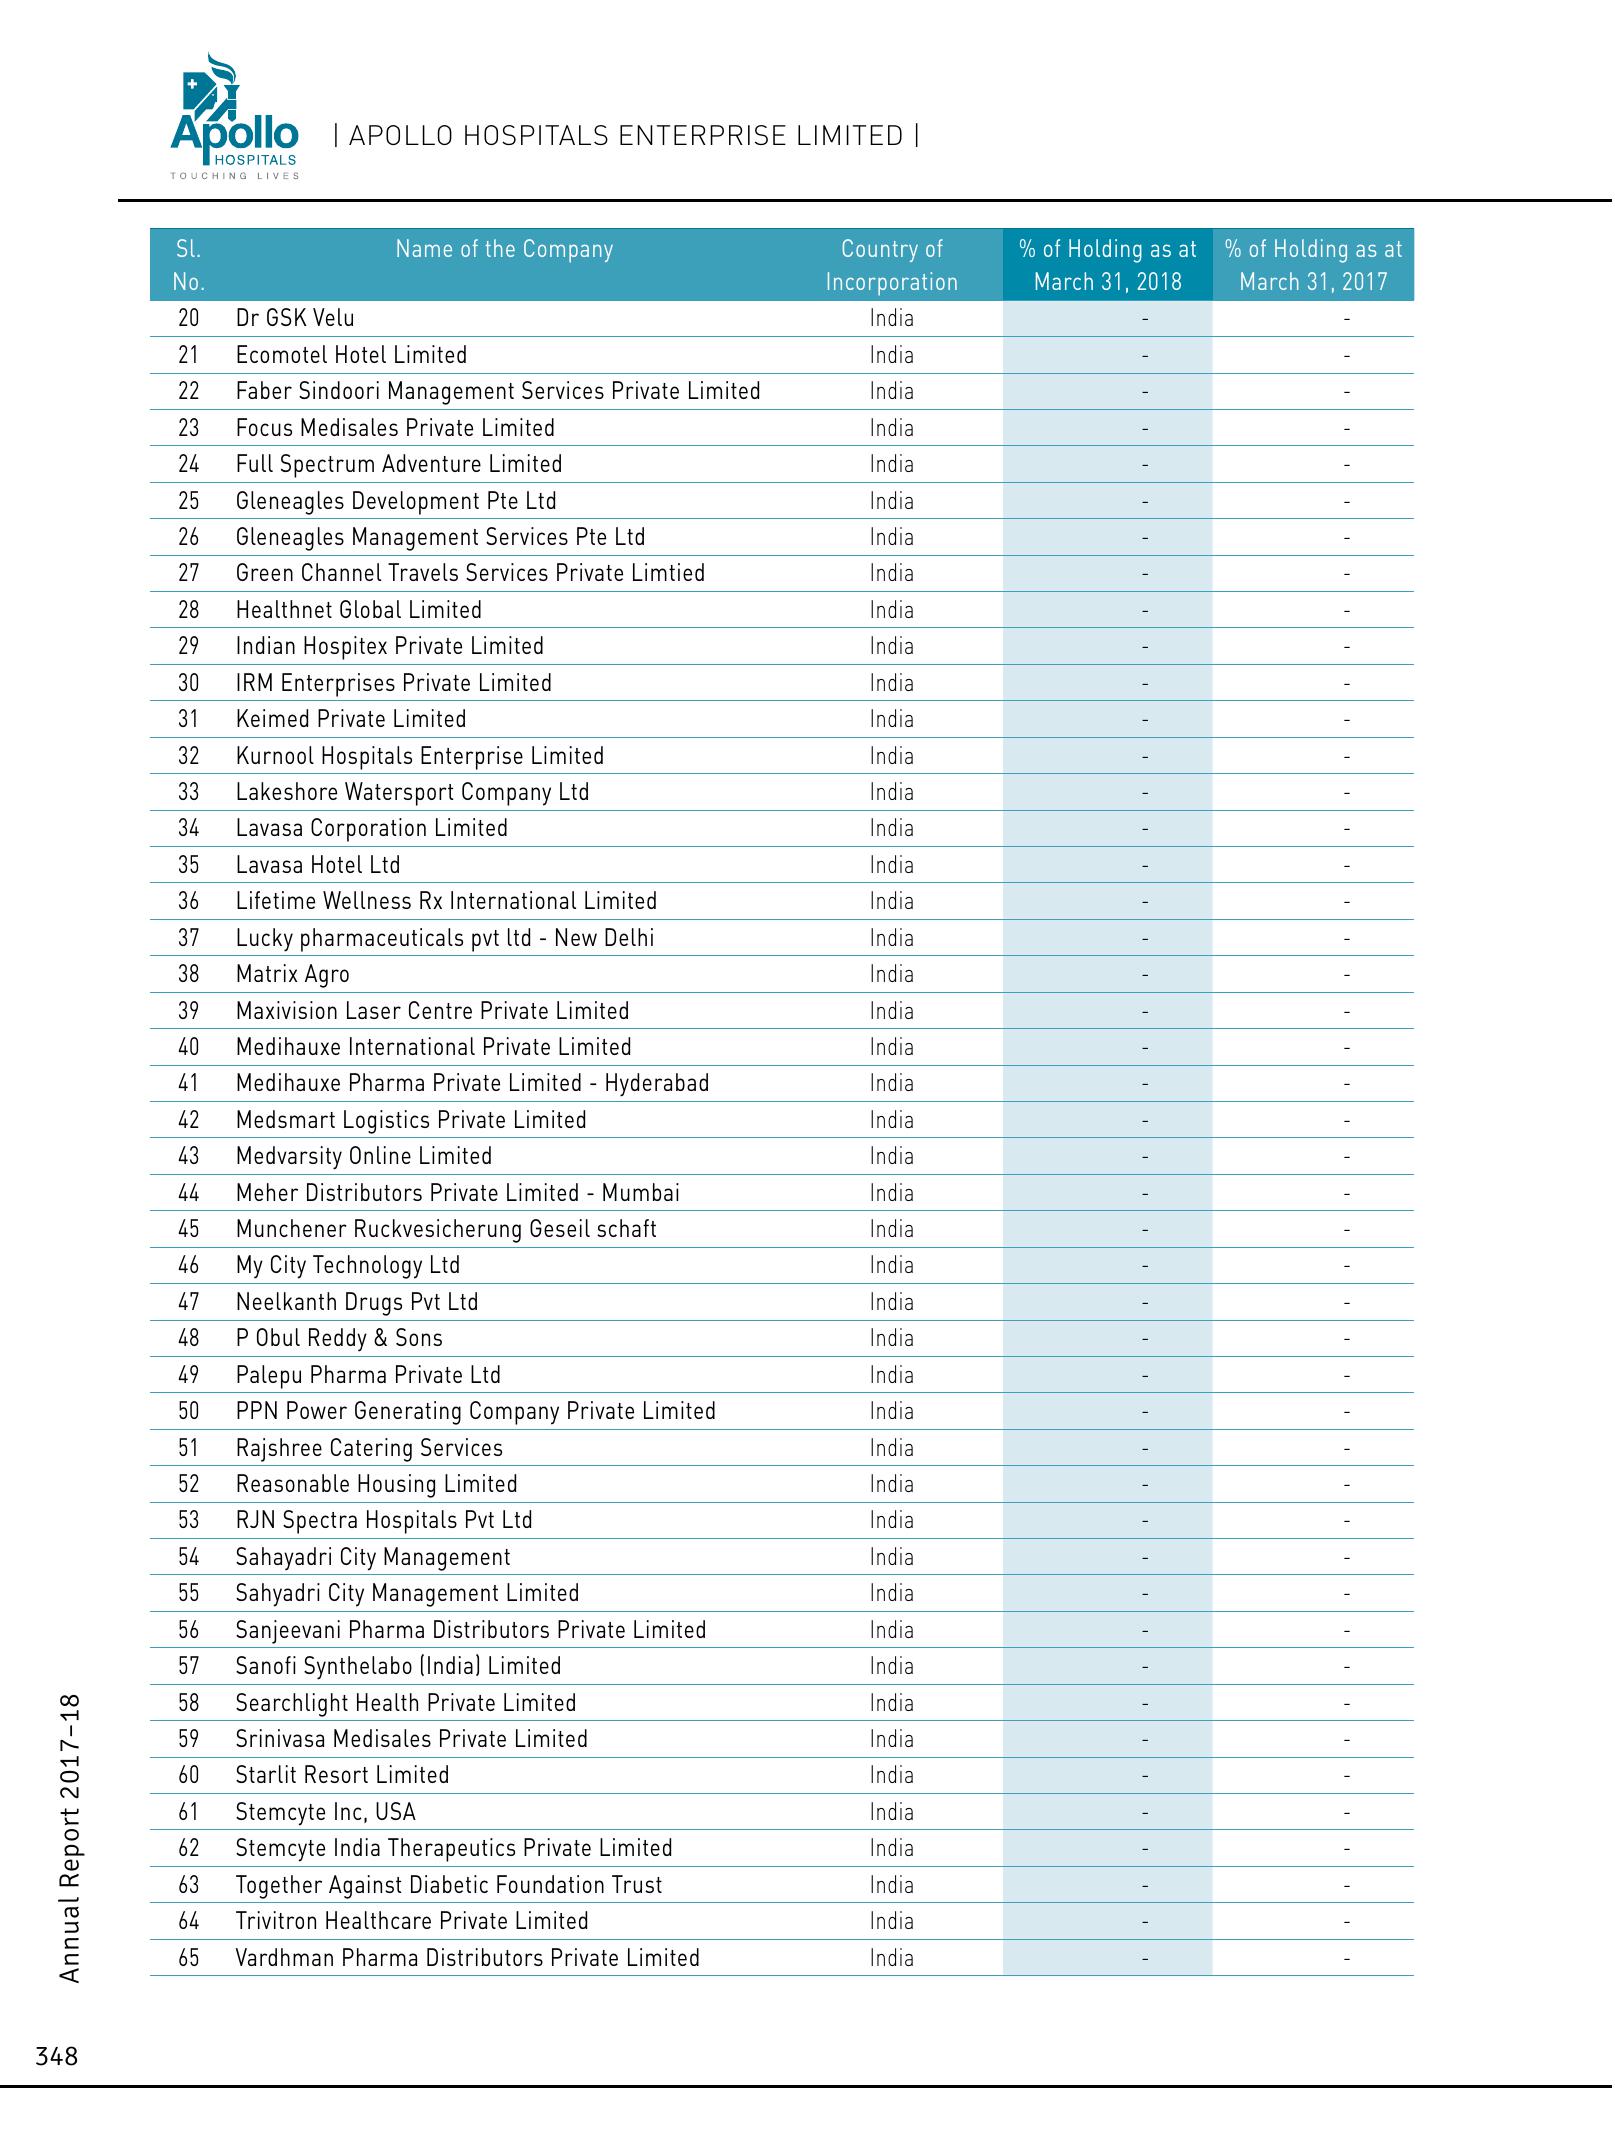 Apollo
HOSPITALS
TOUCHING LIVES
| APOLLO HOSPITALS ENTERPRISE LIMITED |
Sl. Name of the Company Country of % of Holding as at % of Holding as at
No. Incorporation March 31, 2018 March 31, 2017
20 Dr GSK Velu India - -
21 Ecomotel Hotel Limited India - -
22 Faber Sindoori Management Services Private Limited India - -
23 Focus Medisales Private Limited India - -
24 Full Spectrum Adventure Limited India - -
25 Gleneagles Development Pte Ltd India - -
26 Gleneagles Management Services Pte Ltd India - -
27 Green Channel Travels Services Private Limtied India - -
28 Healthnet Global Limited India - -
29 Indian Hospitex Private Limited India - -
30 IRM Enterprises Private Limited India - -
31 Keimed Private Limited India - -
32 Kurnool Hospitals Enterprise Limited India - -
33 Lakeshore Watersport Company Ltd India - -
34 Lavasa Corporation Limited India - -
35 Lavasa Hotel Ltd India - -
36 Lifetime Wellness Rx International Limited India - -
37 Lucky pharmaceuticals pvt ltd - New Delhi India - -
38 Matrix Agro India - -
39 Maxivision Laser Centre Private Limited India - -
40 Medihauxe International Private Limited India - -
41 Medihauxe Pharma Private Limited - Hyderabad India - -
42 Medsmart Logistics Private Limited India - -
43 Medvarsity Online Limited India - -
44 Meher Distributors Private Limited - Mumbai India - -
45 Munchener Ruckvesicherung Geseil schaft India - -
46 My City Technology Ltd India - -
47 Neelkanth Drugs Pvt Ltd India - -
48 P Obul Reddy & Sons India - -
49 Palepu Pharma Private Ltd India - -
50 PPN Power Generating Company Private Limited India - -
51 Rajshree Catering Services India - -
52 Reasonable Housing Limited India - -
53 RJN Spectra Hospitals Pvt Ltd India - -
54 Sahayadri City Management India - -
55 Sahyadri City Management Limited India - -
56 Sanjeevani Pharma Distributors Private Limited India - -
57 Sanofi Synthelabo (India) Limited India - -
58 Searchlight Health Private Limited India - -
59 Srinivasa Medisales Private Limited India - -
60 Starlit Resort Limited India - -
61 Stemcyte Inc, USA India - -
62 Stemcyte India Therapeutics Private Limited India - -
63 Together Against Diabetic Foundation Trust India - -
64 Trivitron Healthcare Private Limited India - -
65 Vardhman Pharma Distributors Private Limited India - -
Annual Report 2017-18
348